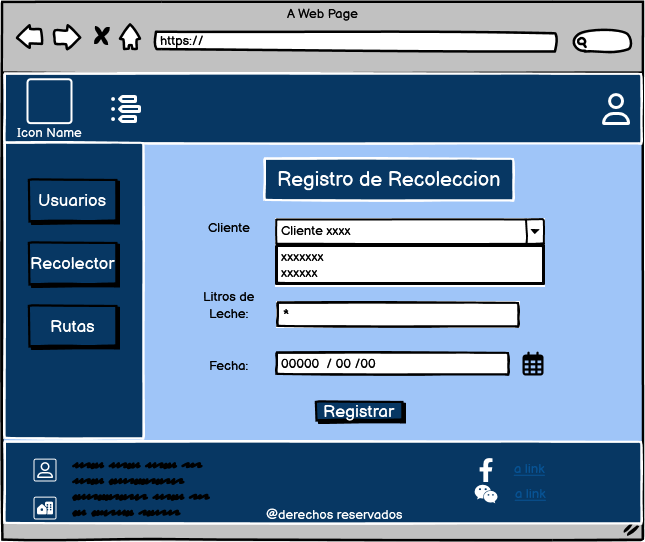 A Web Page
https://
Icon Name
Registro de Recoleccion
Usuarios
Recolector
Rutas
Cliente
Cliente xxxx
xxxxxxx
xxxxxx
Litros de
Leche:
*
Fecha:
00000 / 00 /00
Registrar
a link
a link
@derechos reservados